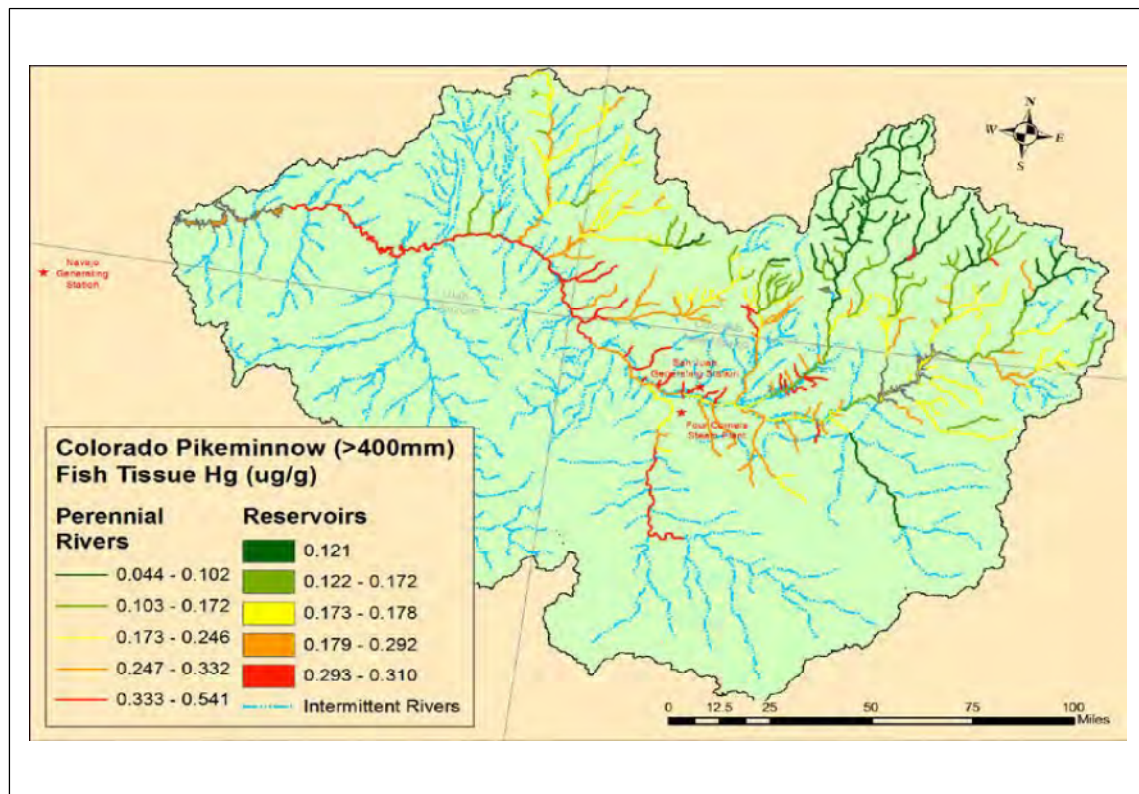 N
W E
S
Navajo
Generating
Station
Utah
San Juan
Generating Station
Four Corners
Steam Plant
Colorado Pikeminnow (>400mm)
Fish Tissue Hg (ug/g)
Perennial
Rivers
0.044 - 0.102
0.103 - 0.172
0.173 - 0.246
0.247 - 0.332
0.333 - 0.541
Reservoirs
0.121
0.122 - 0.172
0.173 - 0.178
0.179 - 0.292
0.293 - 0.310
Intermittent Rivers
0 12.5 25 50 75 100
Miles